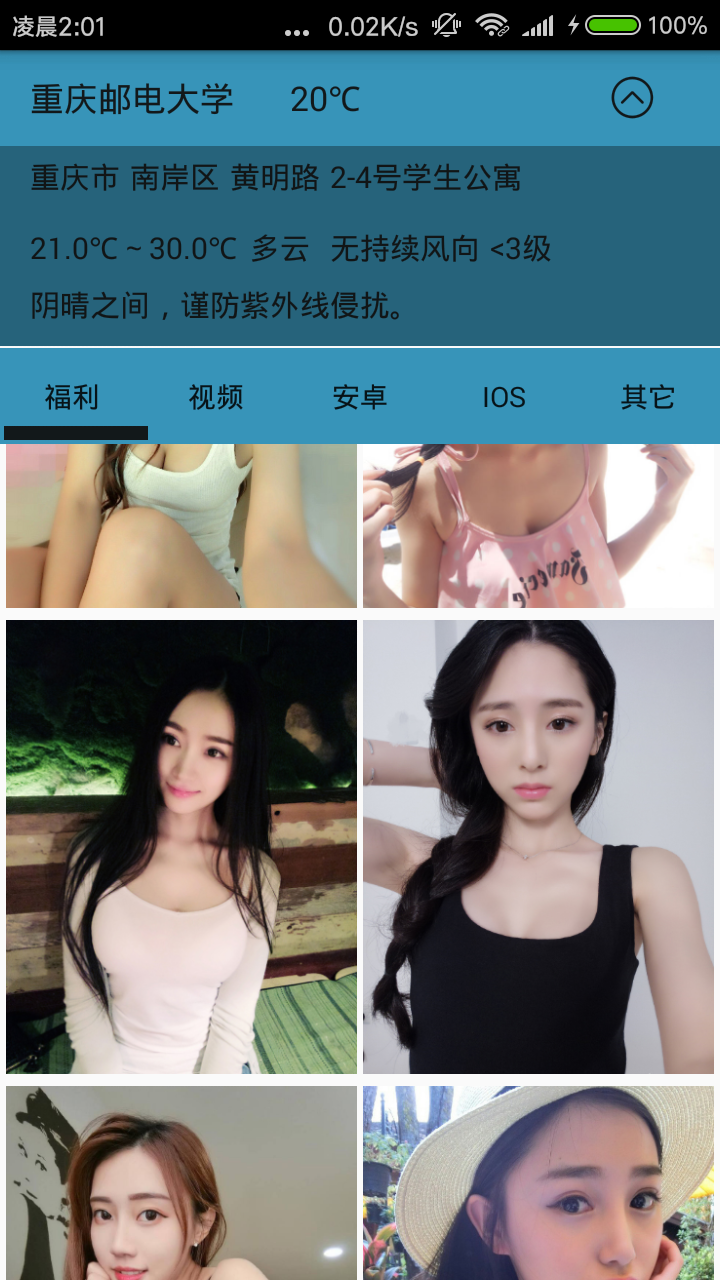 凌晨2:01 ... 0.02K/s 100%
重庆邮电大学 20℃
重庆市 南岸区 黄明路 2-4号学生公寓
21.0℃ ~ 30.0℃ 多云 无持续风向 <3级
阴晴之间，谨防紫外线侵扰。
福利 视频 安卓 IOS 其它